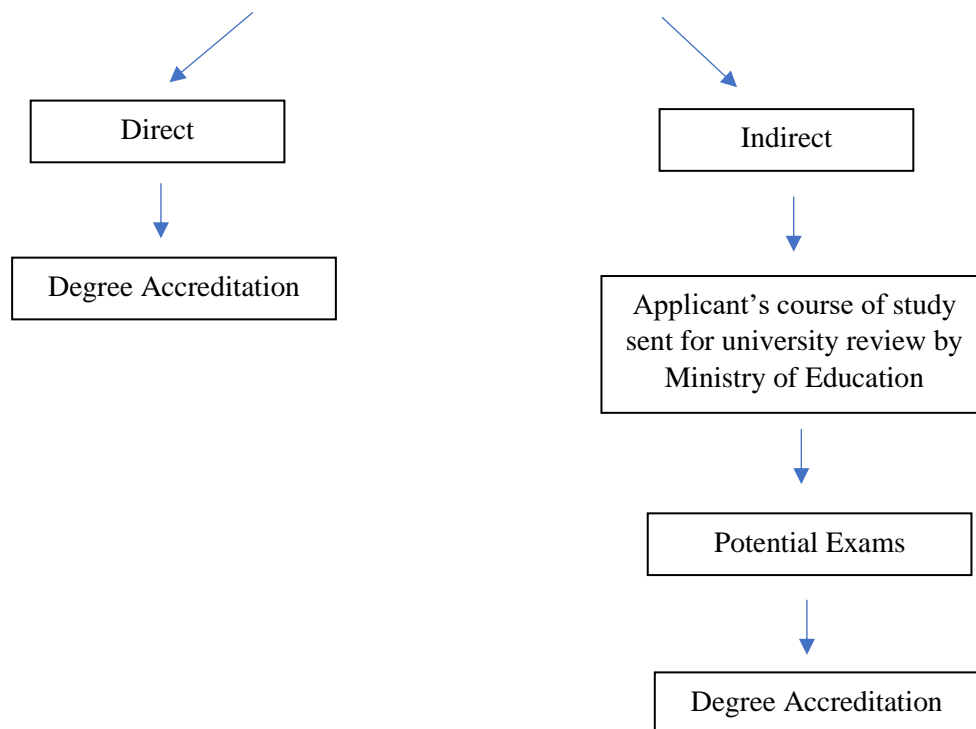 Direct
Indirect
Degree Accreditation
Applicant’s course of study
sent for university review by
Ministry of Education
Potential Exams
Degree Accreditation